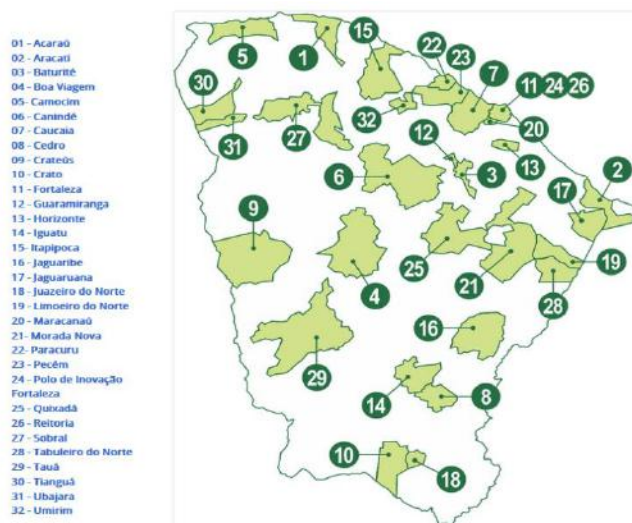 01 - Acaraú
02 - Aracati
03 - Baturité
04 - Boa Viagem
05- Camocim
06 - Canindé
07 - Caucaia
08 - Cedro
09 - Crateús
10 - Crato
11 - Fortaleza
12 - Guaramiranga
13 - Horizonte
14 - Iguatu
15- Itapipoca
16 - Jaguaribe
17 - Jaguaruana
18 - Juazeiro do Norte
19 - Limoeiro do Norte
20 - Maracanaú
21- Morada Nova
22- Paracuru
23 - Pecém
24 - Polo de Inovação
Fortaleza
25 - Quixadá
26 - Reitoria
27 - Sobral
28 - Tabuleiro do Norte
29 - Tauá
30 - Tianguá
31 - Ubajara
32 - Umirim
5
1
15
22
23
7
11 24 26
30
31
27
32
20
12
13
6
3
2
17
9
4
25
21
19
28
16
29
14
8
10
18